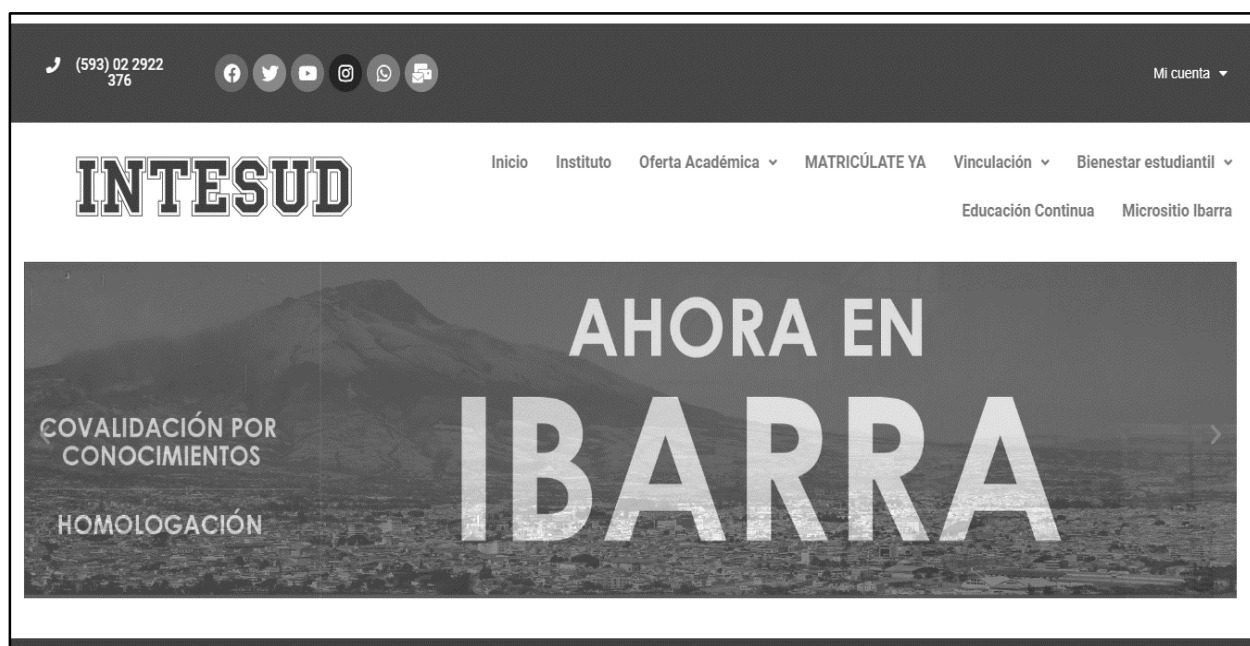 (593) 02 2922
376
Mi cuenta
INTESUD
Inicio Instituto Oferta Académica MATRICÚLATE YA Vinculación Bienestar estudiantil
Educación Continua Micrositio Ibarra
AHORA EN
IBARRA
COVALIDACIÓN POR
CONOCIMIENTOS
HOMOLOGACIÓN